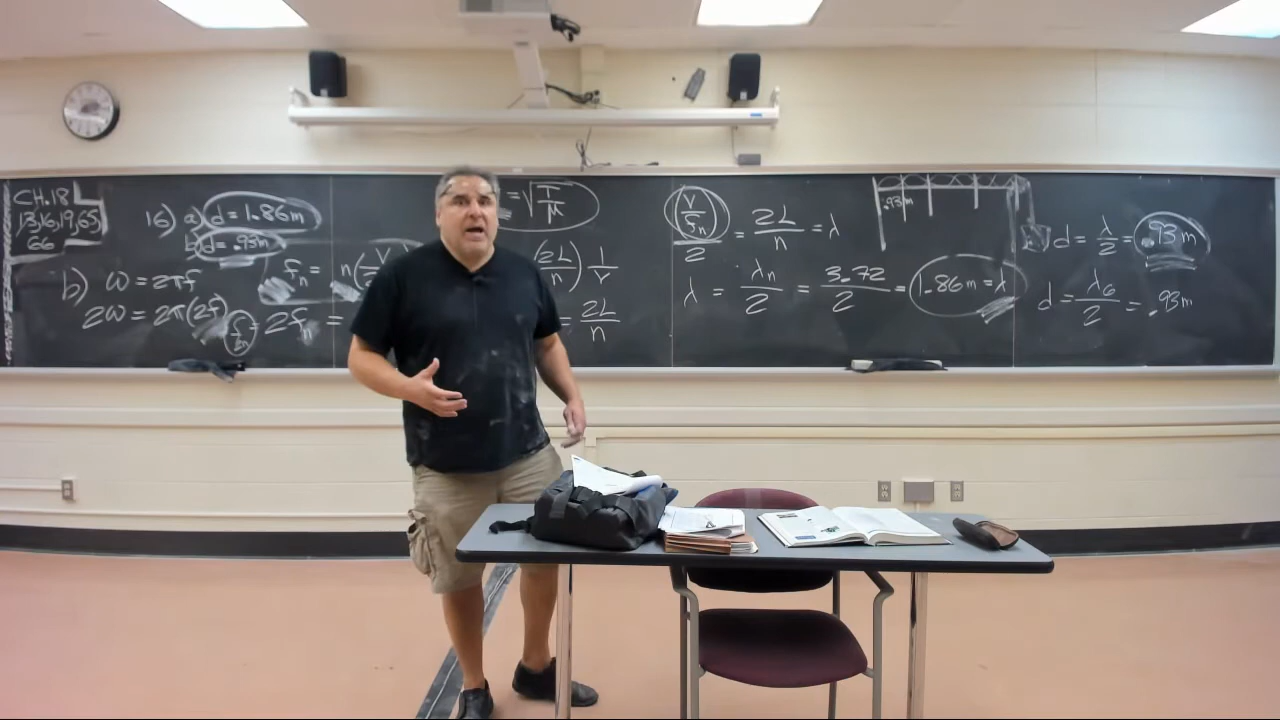 CH.18
13,16,19,65,
66
16) a) d = 1.86m
b) d = .93m
b) ω = 2πf
2ω = 2π(2f)
fₙ = n(V
= 2fₙ =
= √(T/μ)
(2L/n) 1/V
= 2L/n
(V/fₙ)/2 = 2L/n = λ
λ = λₙ/2 = 3.72/2 = 1.86m = λ
.93m
d = λ/2 = .93m
d = λ₆/2 = .93m